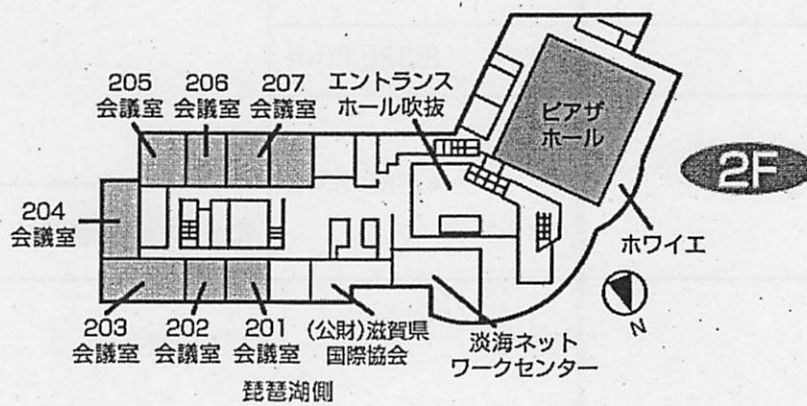 205
会議室
206
会議室
207
会議室
エントランス
ホール吹抜
ピアザ
ホール
2F
204
会議室
ホワイエ
203
会議室
202
会議室
201
会議室
(公財)滋賀県
国際協会
淡海ネット
ワークセンター
N
琵琶湖側